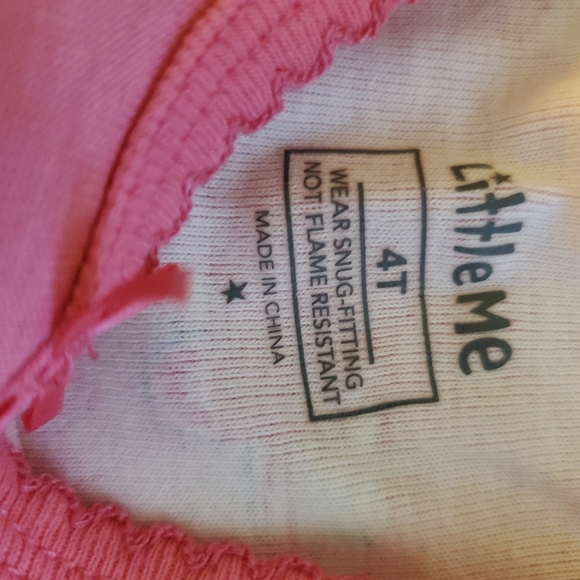 Little Me
4T
WEAR SNUG-FITTING
NOT FLAME RESISTANT
MADE IN CHINA